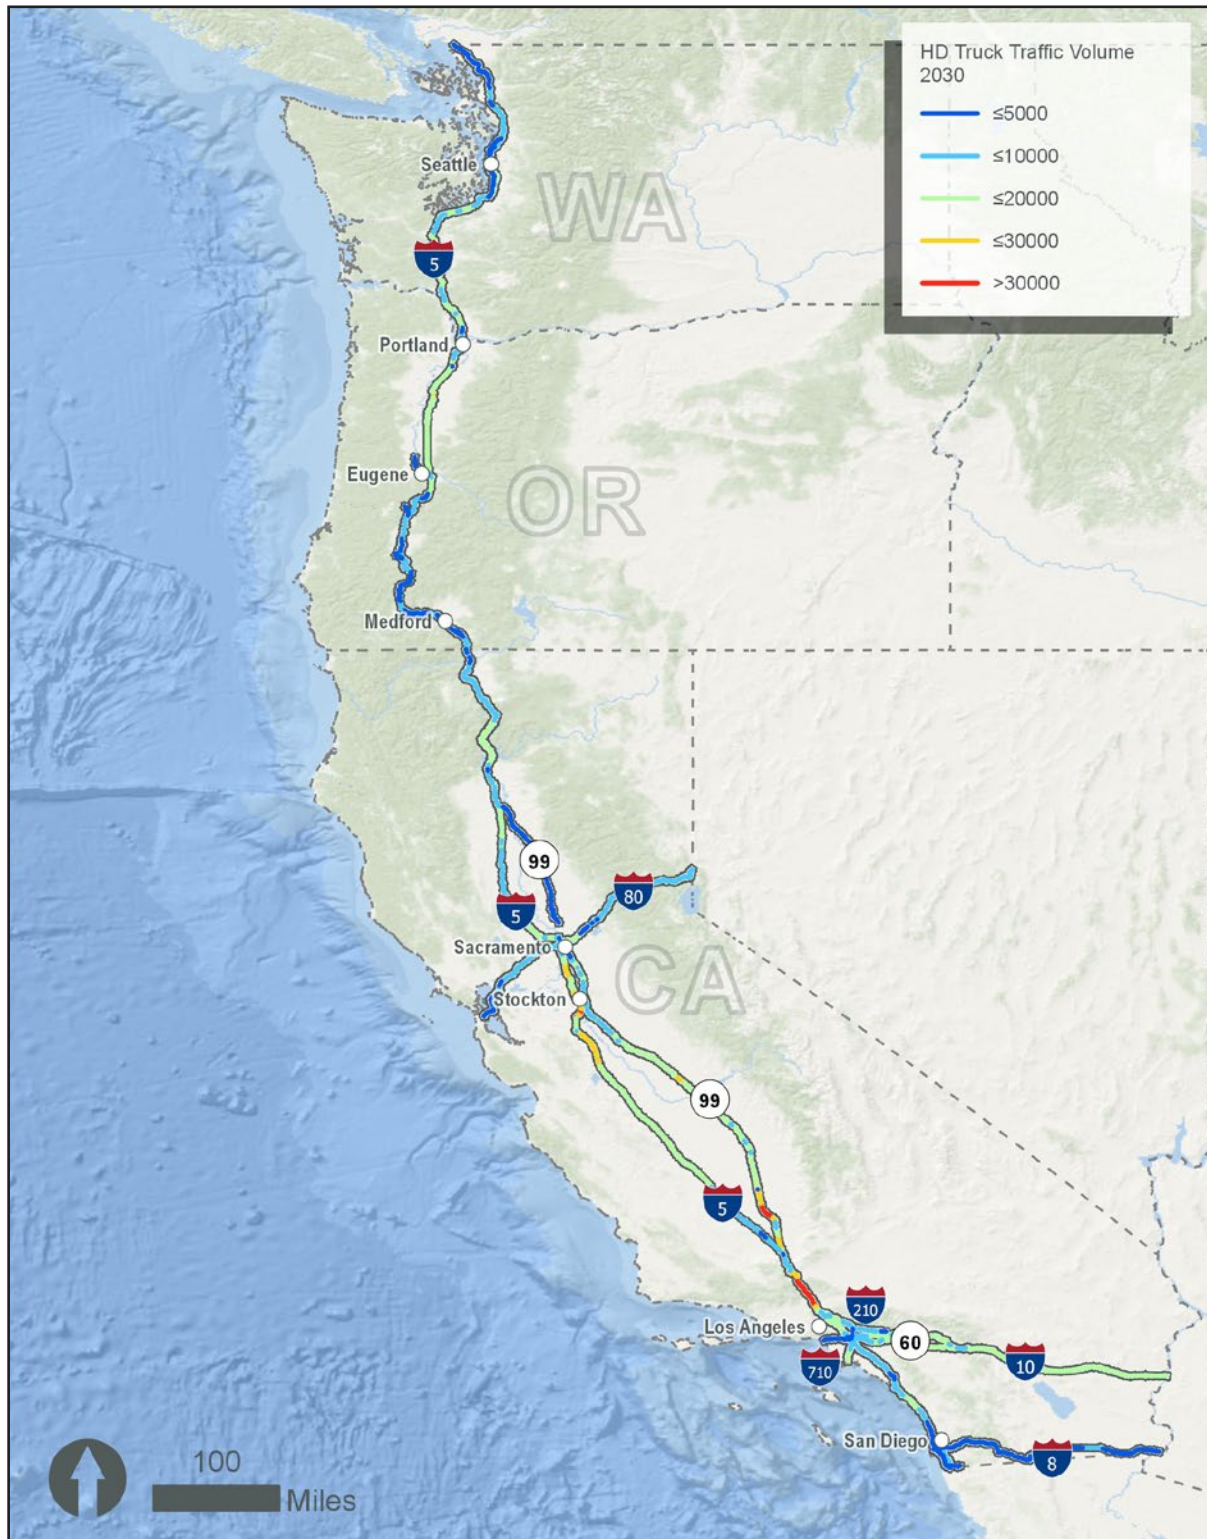 HD Truck Traffic Volume
2030
≤5000
≤10000
≤20000
≤30000
>30000
Seattle
WA
5
Portland
Eugene
OR
Medford
99
80
5
Sacramento
CA
Stockton
99
5
210
Los Angeles
60
710
10
San Diego
8
100
Miles